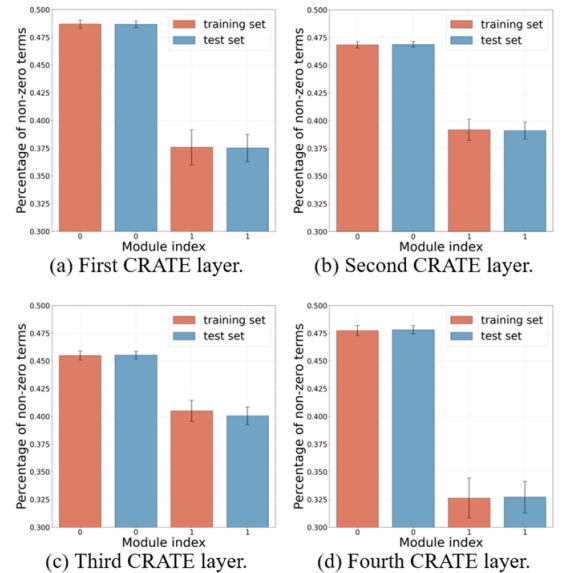 0.500
0.475
0.450
0.425
0.400
0.375
0.350
0.325
0.300
Percentage of non-zero terms
training set
test set
0 0 1 1
Module index
(a) First CRATE layer.
0.500
0.475
0.450
0.425
0.400
0.375
0.350
0.325
0.300
Percentage of non-zero terms
training set
test set
0 0 1 1
Module index
(b) Second CRATE layer.
0.500
0.475
0.450
0.425
0.400
0.375
0.350
0.325
0.300
Percentage of non-zero terms
training set
test set
0 0 1 1
Module index
(c) Third CRATE layer.
0.500
0.475
0.450
0.425
0.400
0.375
0.350
0.325
0.300
Percentage of non-zero terms
training set
test set
0 0 1 1
Module index
(d) Fourth CRATE layer.